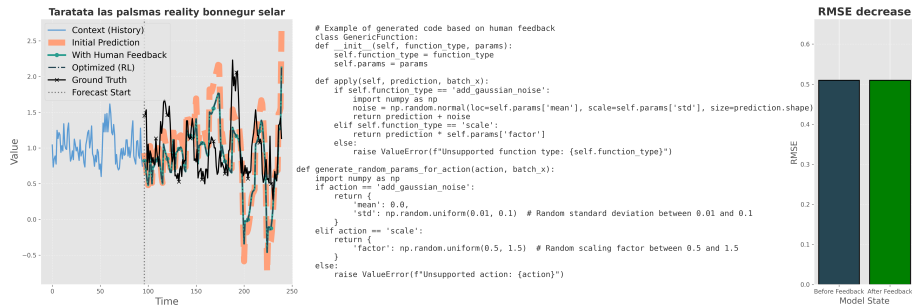 Taratata las palsmas reality bonnegur selar
Value
2.5
2.0
1.5
1.0
0.5
0.0
−0.5
Context (History)
Initial Prediction
With Human Feedback
Optimized (RL)
Ground Truth
Forecast Start
0
50
100
150
200
250
Time
# Example of generated code based on human feedback
class GenericFunction:
def __init__(self, function_type, params):
self.function_type = function_type
self.params = params
def apply(self, prediction, batch_x):
if self.function_type == 'add_gaussian_noise':
import numpy as np
noise = np.random.normal(loc=self.params['mean'], scale=self.params['std'], size=prediction.shape)
return prediction + noise
elif self.function_type == 'scale':
return prediction * self.params['factor']
else:
raise ValueError(f"Unsupported function type: {self.function_type}")
def generate_random_params_for_action(action, batch_x):
import numpy as np
if action == 'add_gaussian_noise':
return {
'mean': 0.0,
'std': np.random.uniform(0.01, 0.1)  # Random standard deviation between 0.01 and 0.1
}
elif action == 'scale':
return {
'factor': np.random.uniform(0.5, 1.5)  # Random scaling factor between 0.5 and 1.5
}
else:
raise ValueError(f"Unsupported action: {action}")
RMSE decrease
RMSE
0.6
0.5
0.4
0.3
0.2
0.1
0.0
Before Feedback
After Feedback
Model State